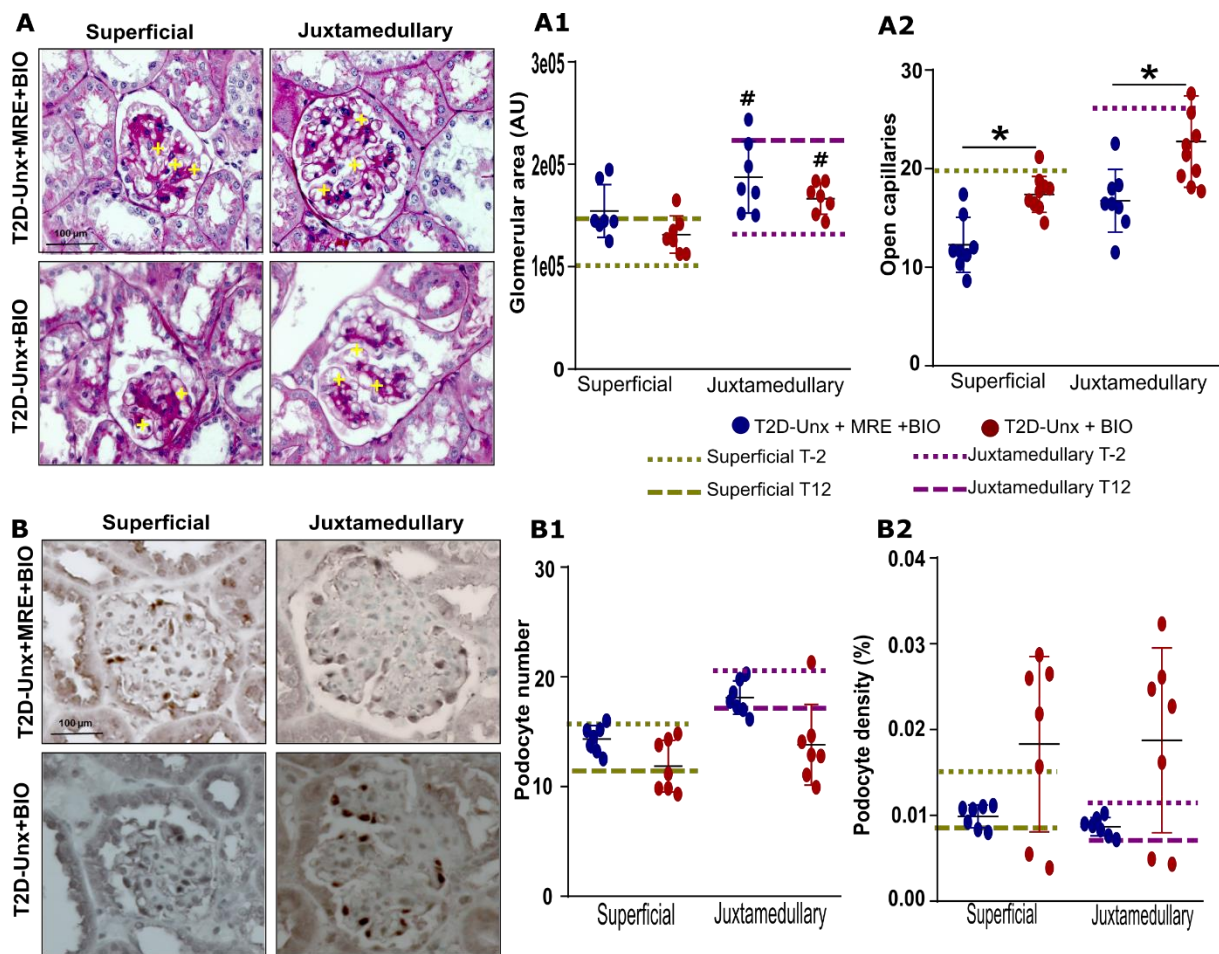 A
Superficial
Juxtamedullary
T2D-Unx+MRE+BIO
100 µm
T2D-Unx+BIO
A1
Glomerular area (AU)
3e05
2e05
1e05
0
#
#
Superficial
Juxtamedullary
A2
Open capillaries
30
20
10
0
*
*
Superficial
Juxtamedullary
T2D-Unx + MRE +BIO
T2D-Unx + BIO
Superficial T-2
Juxtamedullary T-2
Superficial T12
Juxtamedullary T12
B
Superficial
Juxtamedullary
T2D-Unx+MRE+BIO
100 µm
T2D-Unx+BIO
B1
Podocyte number
30
20
10
0
Superficial
Juxtamedullary
B2
Podocyte density (%)
0.04
0.03
0.02
0.01
0.00
Superficial
Juxtamedullary